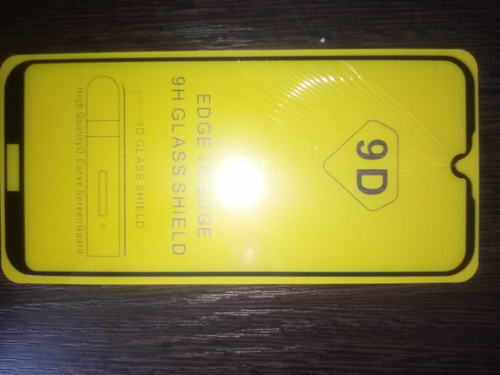 9D
EDGE TO EDGE
9H GLASS SHIELD
9D GLASS SHIELD
High Quality D Curve Screen Guard